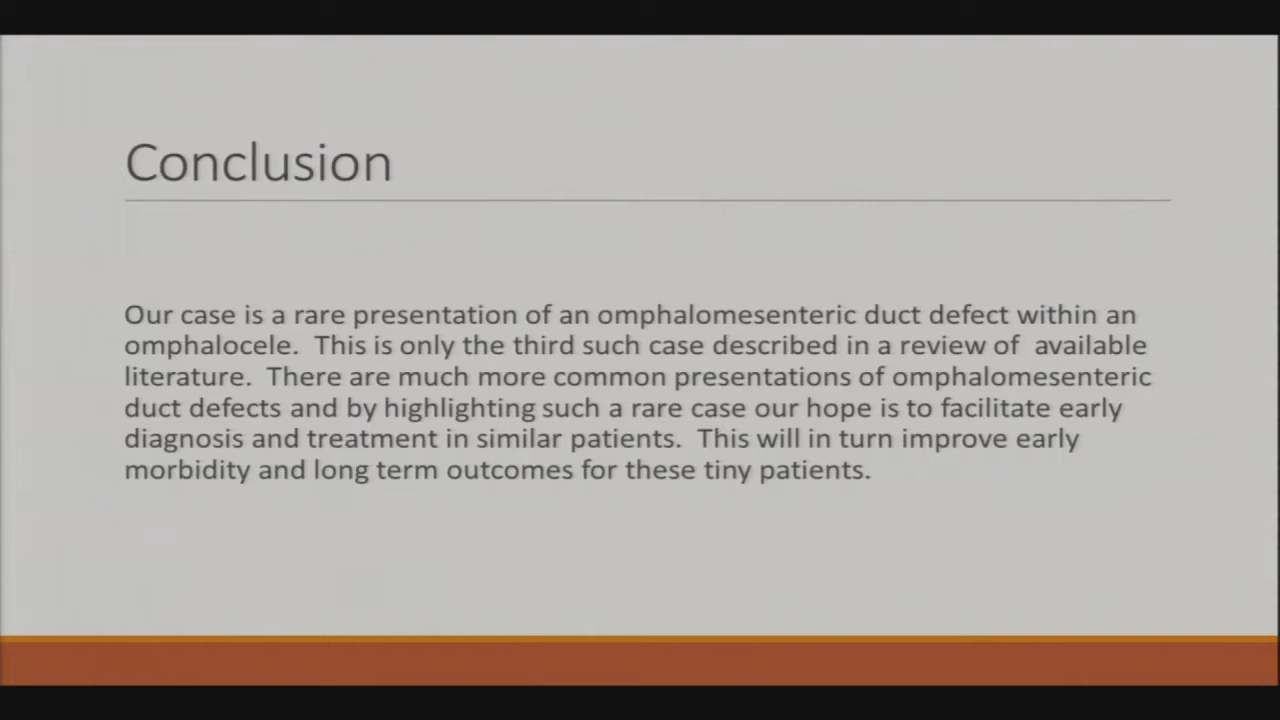 Conclusion
Our case is a rare presentation of an omphalomesenteric duct defect within an
omphalocele.  This is only the third such case described in a review of  available
literature.  There are much more common presentations of omphalomesenteric
duct defects and by highlighting such a rare case our hope is to facilitate early
diagnosis and treatment in similar patients.  This will in turn improve early
morbidity and long term outcomes for these tiny patients.